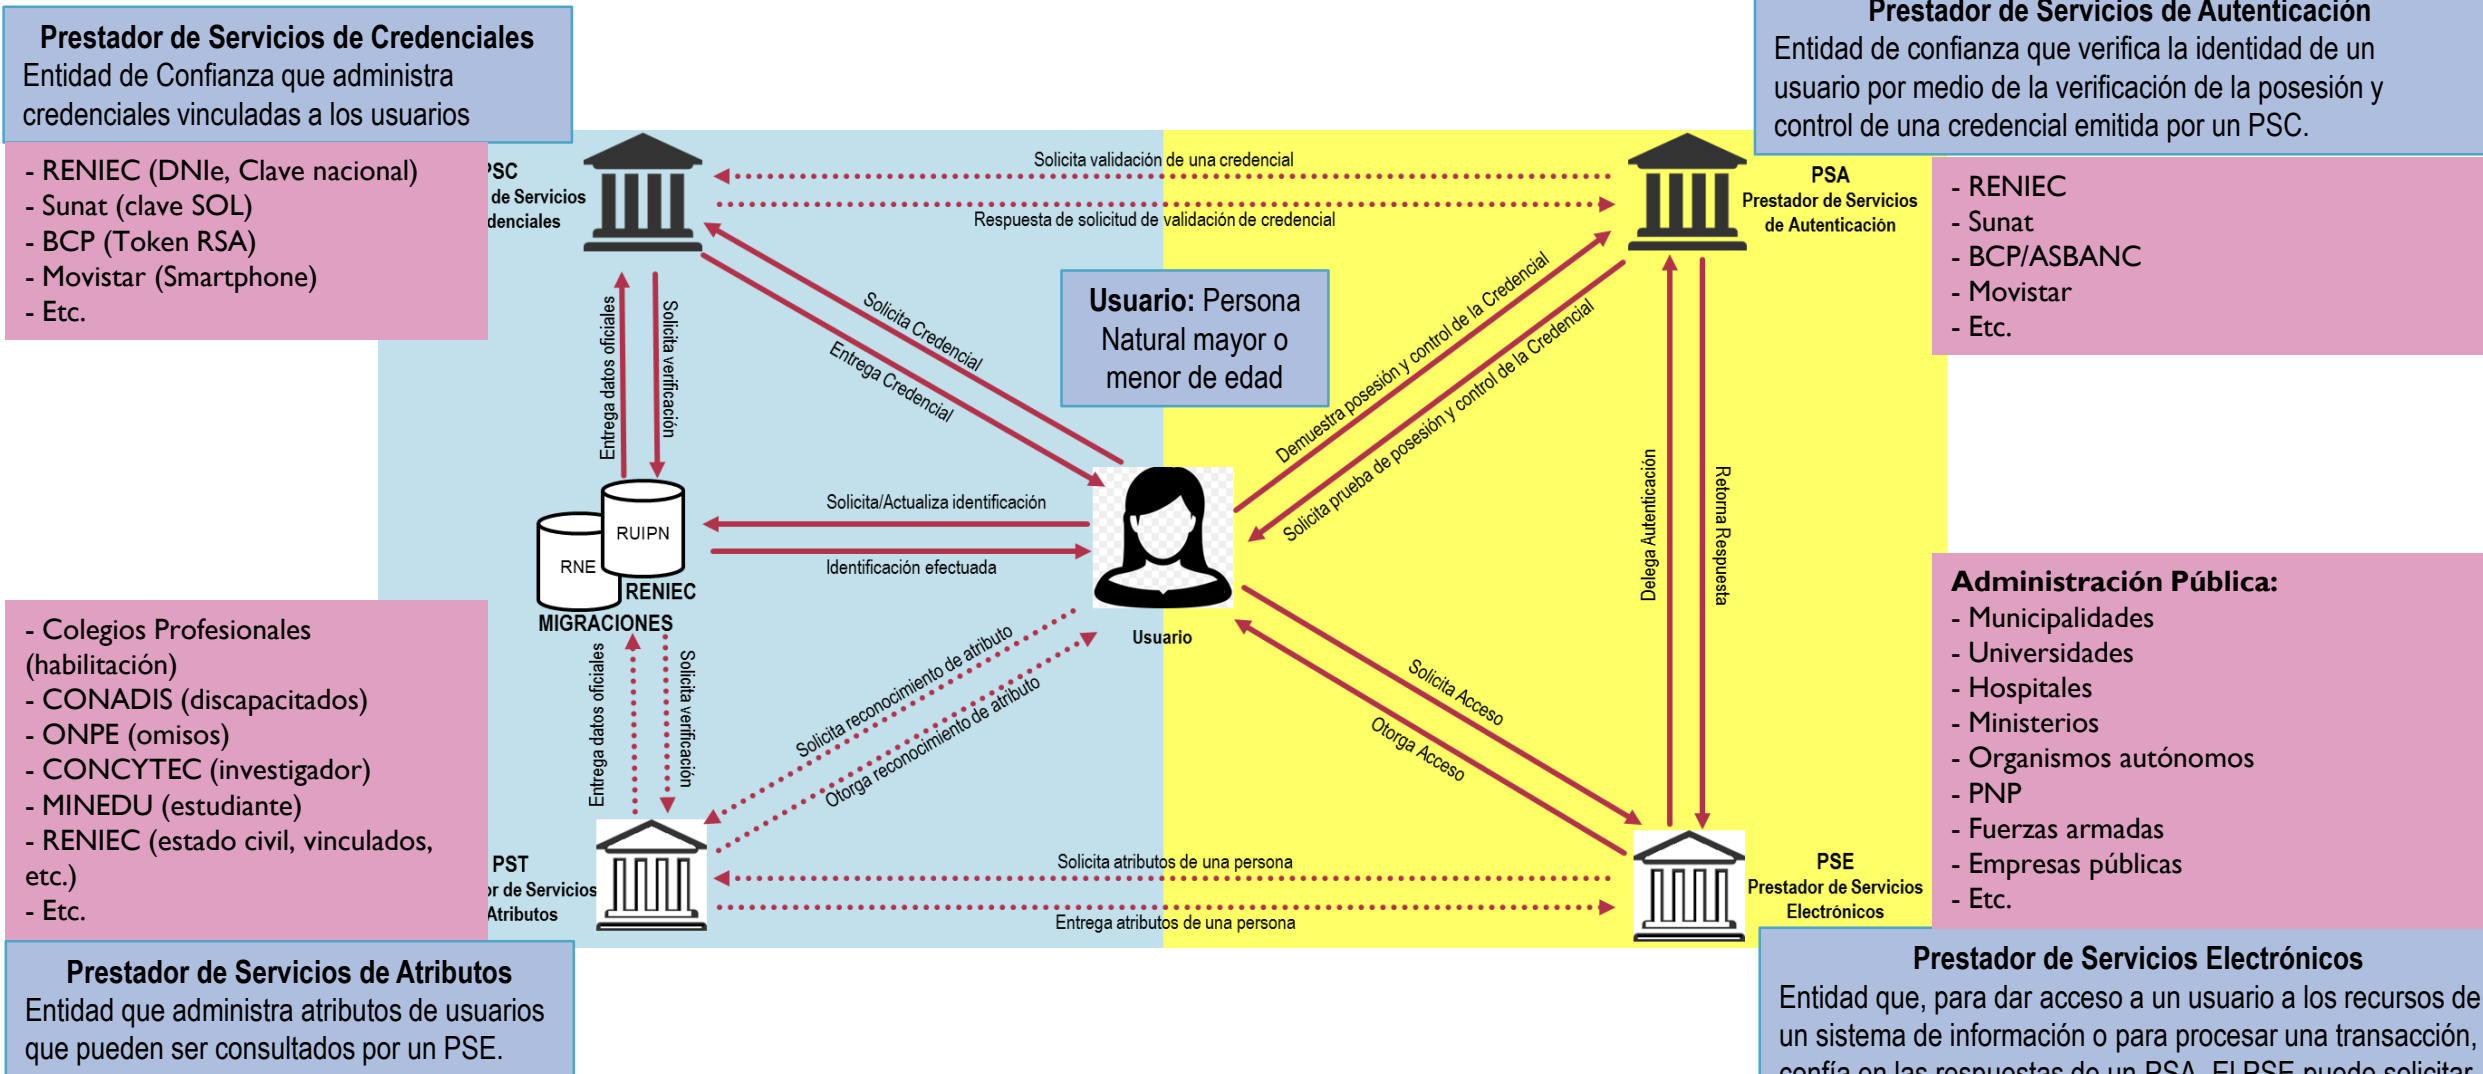 Prestador de Servicios de Credenciales
Entidad de Confianza que administra
credenciales vinculadas a los usuarios
- RENIEC (DNIe, Clave nacional)
- Sunat (clave SOL)
- BCP (Token RSA)
- Movistar (Smartphone)
- Etc.
de Servicios
Prestador de Servicios de Autenticación
Entidad de confianza que verifica la identidad de un
usuario por medio de la verificación de la posesión y
control de una credencial emitida por un PSC.
Solicita validación de una credencial
Respuesta de solicitud de validación de credencial
PSA
Prestador de Servicios
de Autenticación
- RENIEC
- Sunat
- BCP/ASBANC
- Movistar
- Etc.
Entrega datos oficiales
Solicita verificación
Solicita Credencial
Entrega Credencial
Usuario: Persona
Natural mayor o
menor de edad
Demuestra posesión y control de la Credencial
Solicita prueba de posesión y control de la Credencial
Solicita/Actualiza identificación
Identificación efectuada
RUIPN
RNE
RENIEC
MIGRACIONES
Usuario
Delega Autenticación
Retorna Respuesta
- Colegios Profesionales
(habilitación)
- CONADIS (discapacitados)
- ONPE (omisos)
- CONCYTEC (investigador)
- MINEDU (estudiante)
- RENIEC (estado civil, vinculados,
etc.)
- Etc.
Entrega datos oficiales
Solicita verificación
Solicita reconocimiento de atributo
Otorga reconocimiento de atributo
Solicita Acceso
Otorga Acceso
Administración Pública:
- Municipalidades
- Universidades
- Hospitales
- Ministerios
- Organismos autónomos
- PNP
- Fuerzas armadas
- Empresas públicas
- Etc.
PST
de Servicios
Atributos
Solicita atributos de una persona
Entrega atributos de una persona
PSE
Prestador de Servicios
Electrónicos
Prestador de Servicios de Atributos
Entidad que administra atributos de usuarios
que pueden ser consultados por un PSE.
Prestador de Servicios Electrónicos
Entidad que, para dar acceso a un usuario a los recursos de
un sistema de información o para procesar una transacción,
confía en las respuestas de un PSA. El PSE puede solicitar